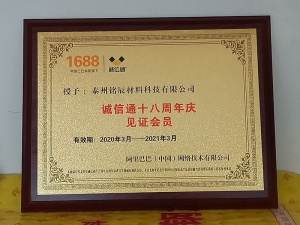 1688
诚信通
授予：泰州铭辰材料科技有限公司
诚信通十八周年庆
见证会员
有效期：2020年3月——2021年3月
阿里巴巴（中国）网络技术有限公司